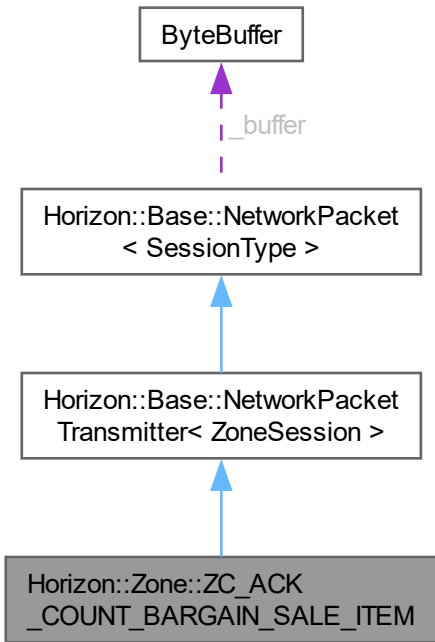 ByteBuffer
_buffer
Horizon::Base::NetworkPacket
< SessionType >
Horizon::Base::NetworkPacket
Transmitter< ZoneSession >
Horizon::Zone::ZC_ACK
_COUNT_BARGAIN_SALE_ITEM